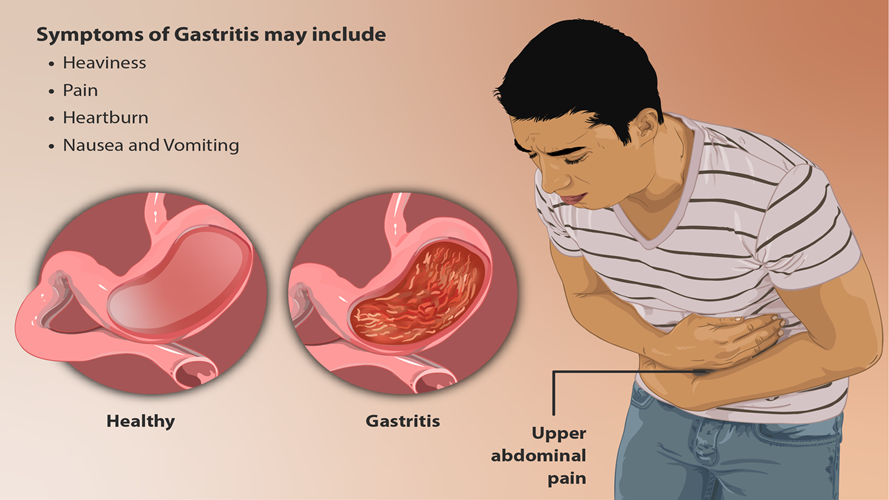 Symptoms of Gastritis may include
• Heaviness
• Pain
• Heartburn
• Nausea and Vomiting
Healthy
Gastritis
Upper
abdominal
pain